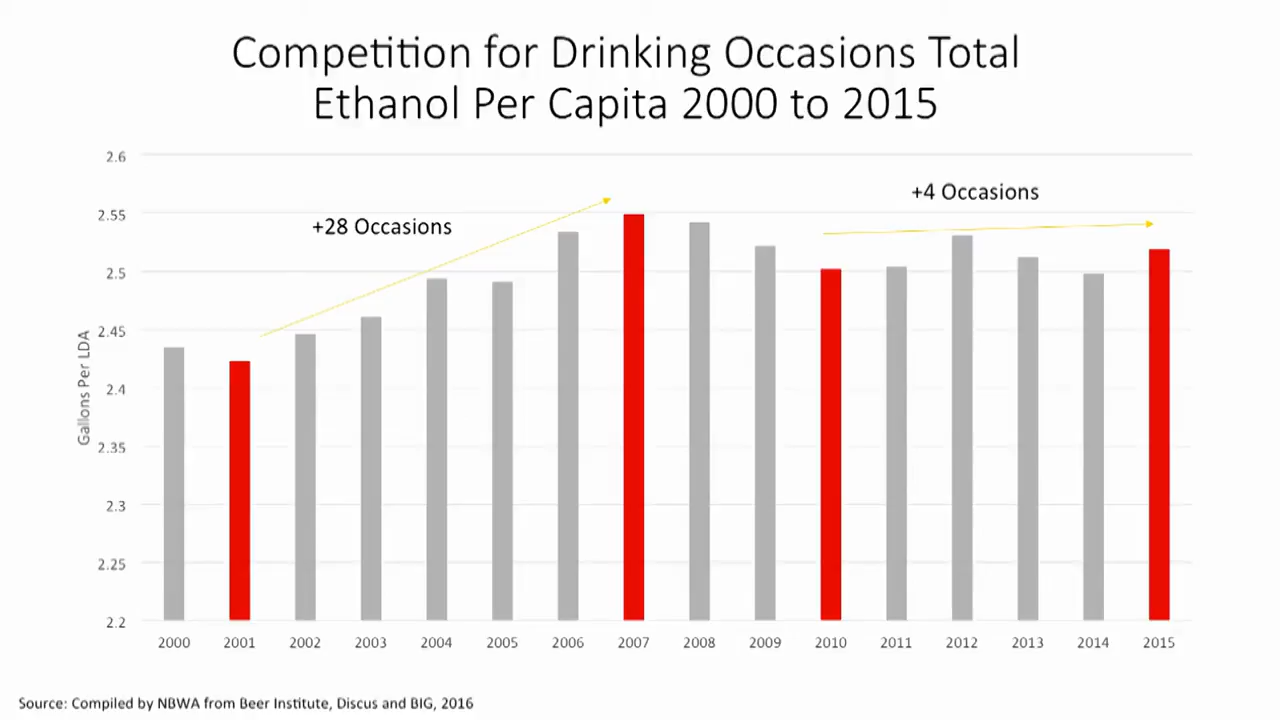 Competition for Drinking Occasions Total
Ethanol Per Capita 2000 to 2015
2.6
2.55
2.5
2.45
2.4
2.35
2.3
2.25
2.2
Gallons Per LDA
+28 Occasions
+4 Occasions
2000 2001 2002 2003 2004 2005 2006 2007 2008 2009 2010 2011 2012 2013 2014 2015
Source: Compiled by NBWA from Beer Institute, Discus and BIG, 2016